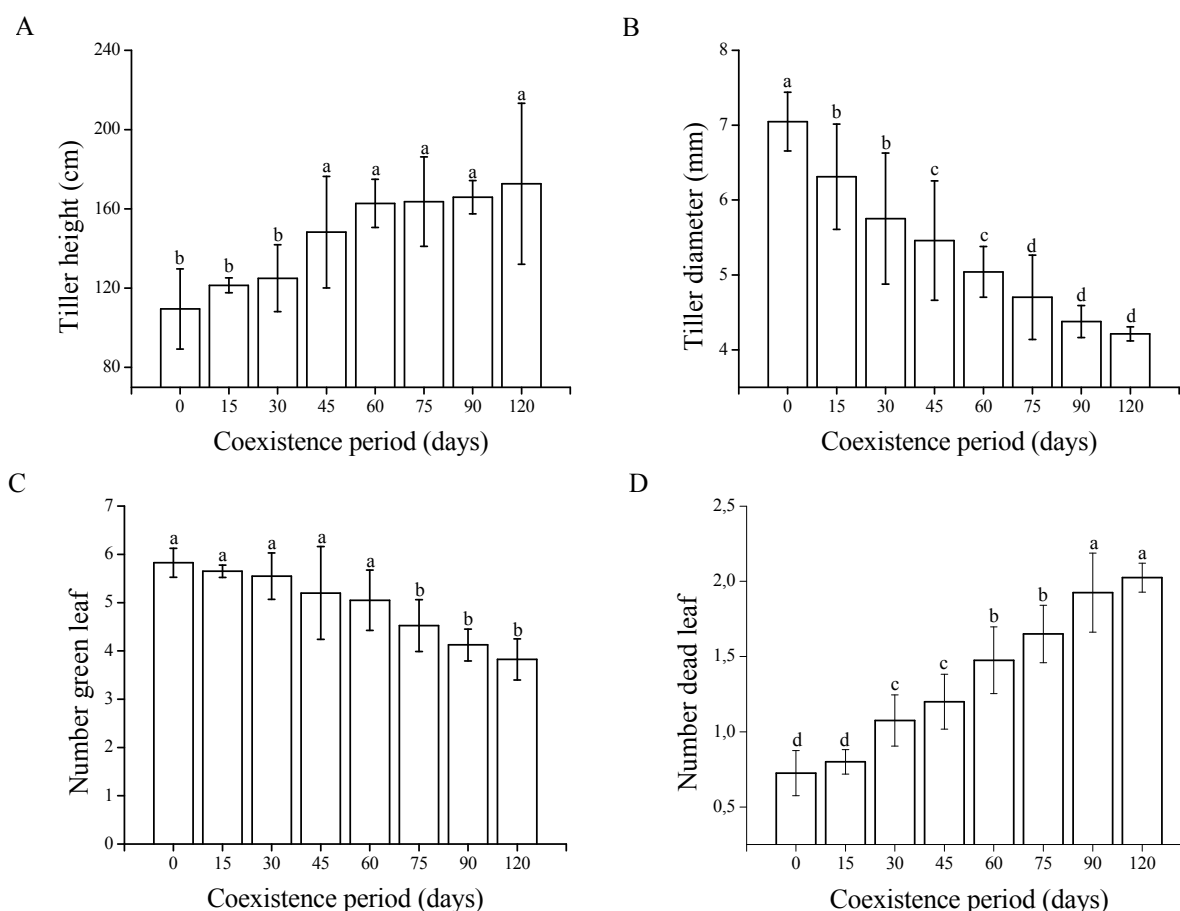 A
Tiller height (cm)
240
200
160
120
80
b
b
b
a
a
a
a
a
0 15 30 45 60 75 90 120
Coexistence period (days)
B
Tiller diameter (mm)
8
7
6
5
4
a
b
b
c
c
d
d
d
0 15 30 45 60 75 90 120
Coexistence period (days)
C
Number green leaf
7
6
5
4
3
2
1
0
a
a
a
a
a
b
b
b
0 15 30 45 60 75 90 120
Coexistence period (days)
D
Number dead leaf
2,5
2,0
1,5
1,0
0,5
d
d
c
c
b
b
a
a
0 15 30 45 60 75 90 120
Coexistence period (days)